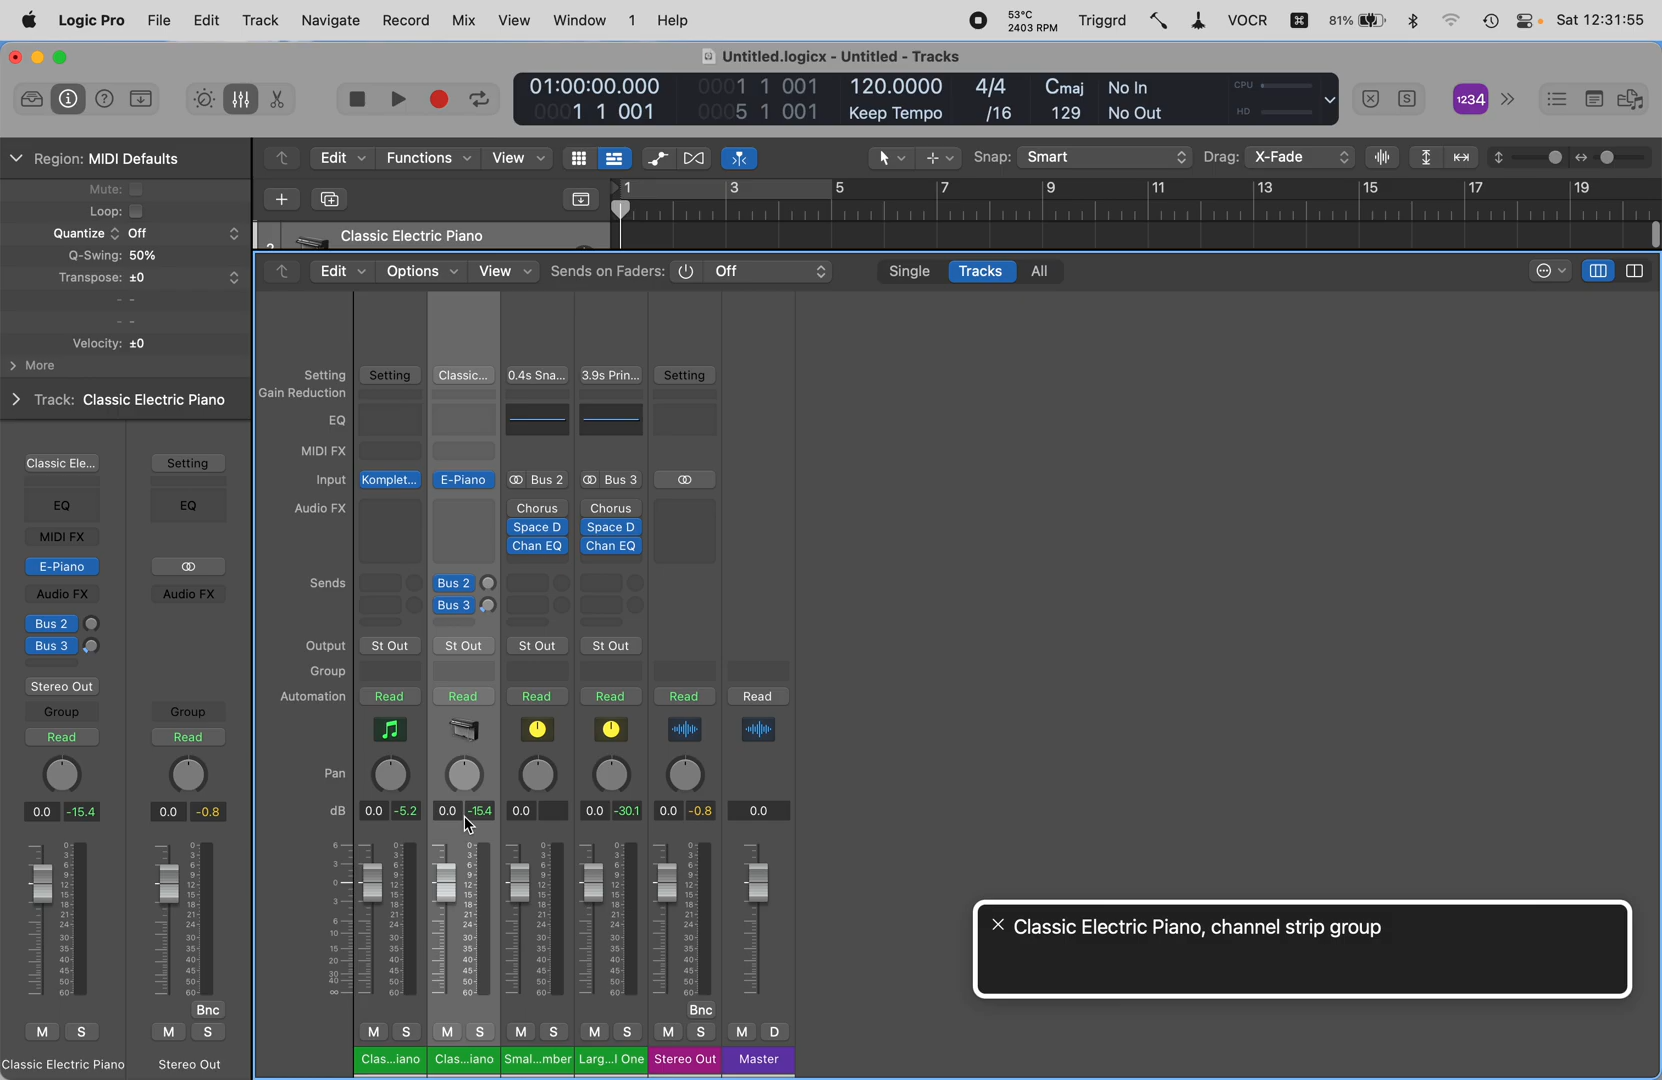 Logic Pro File Edit Track Navigate Record Mix View Window 1 Help 53°C 2403 RPM Triggrd VOCR 81% Sat 12:31:55
Untitled.logicx - Untitled - Tracks
01:00:00.000 0001 1 001 120.0000 4/4 Cmaj No In CPU
0001 1 001 0005 1 001 Keep Tempo /16 129 No Out HD
1234
Region: MIDI Defaults
Edit Functions View Snap: Smart Drag: X-Fade
Mute:
Loop:
Quantize Off
Q-Swing: 50%
Transpose: ±0
Velocity: ±0
More
Track: Classic Electric Piano
1 3 5 7 9 11 13 15 17 19
Classic Electric Piano
Edit Options View Sends on Faders: Off Single Tracks All
Classic Ele... Setting
EQ EQ
MIDI FX
E-Piano
Audio FX Audio FX
Bus 2
Bus 3
Stereo Out
Group Group
Read Read
0.0 -15.4 0.0 -0.8
Bnc
M S M S
Classic Electric Piano Stereo Out
Setting Setting Classic... 0.4s Sna... 3.9s Prin... Setting
Gain Reduction
EQ
MIDI FX
Input Komplet... E-Piano Bus 2 Bus 3
Audio FX Chorus Chorus
Space D Space D
Chan EQ Chan EQ
Sends Bus 2
Bus 3
Output St Out St Out St Out St Out
Group
Automation Read Read Read Read Read Read
Pan
dB 0.0 -5.2 0.0 -15.4 0.0 0.0 -30.1 0.0 -0.8 0.0
Bnc
M S M S M S M S M S M D
Clas...iano Clas...iano Smal...mber Larg...l One Stereo Out Master
Classic Electric Piano, channel strip group